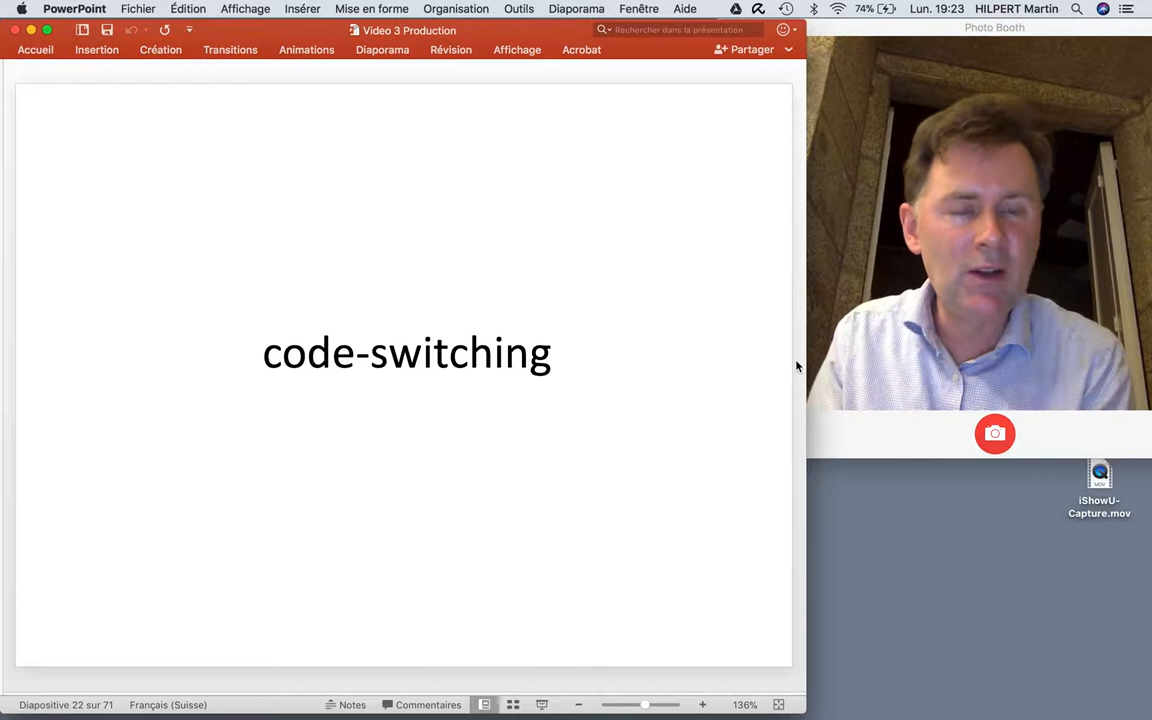 PowerPoint Fichier Édition Affichage Insérer Mise en forme Organisation Outils Diaporama Fenêtre Aide 74% Lun. 19:23 HILPERT Martin
Video 3 Production
Rechercher dans la présentation
Photo Booth
Accueil Insertion Création Transitions Animations Diaporama Révision Affichage Acrobat Partager
code-switching
MOV
iShowU-
Capture.mov
Diapositive 22 sur 71 Français (Suisse) Notes Commentaires 136%